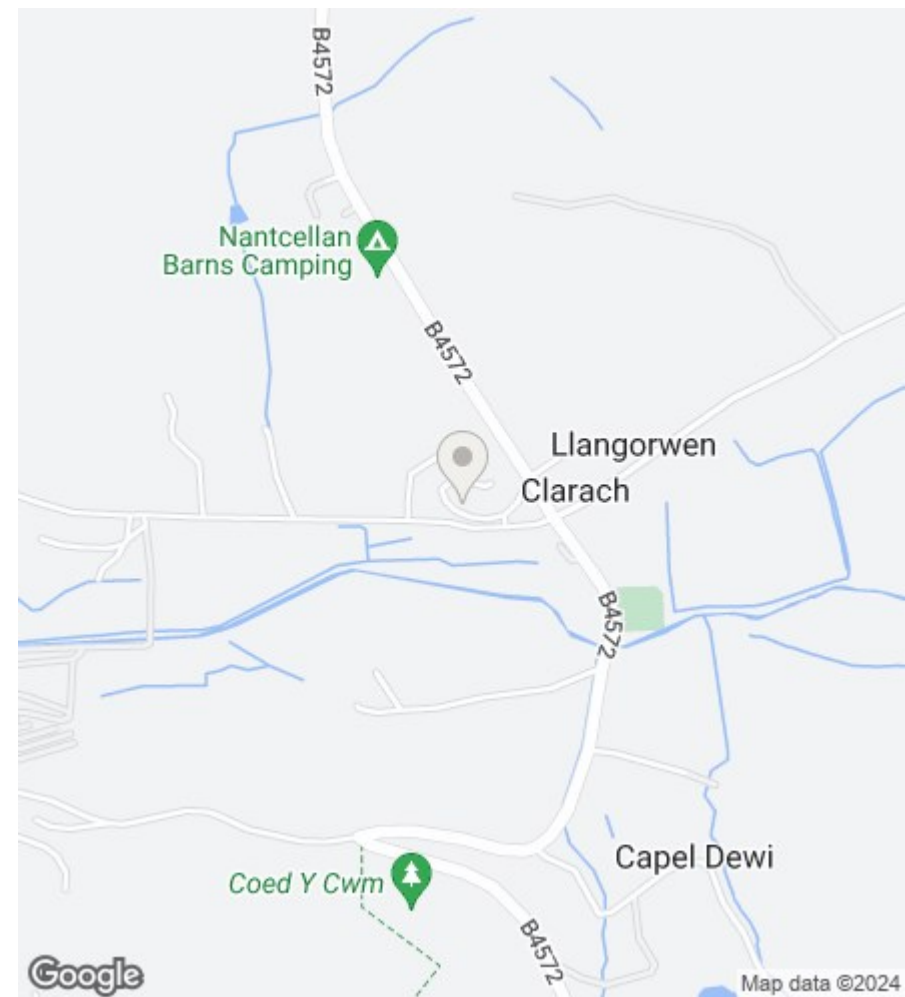 B4572
Nantcellan
Barns Camping
B4572
Llangorwen
Clarach
B4572
Capel Dewi
Coed Y Cwm
B4572
Google
Map data ©2024